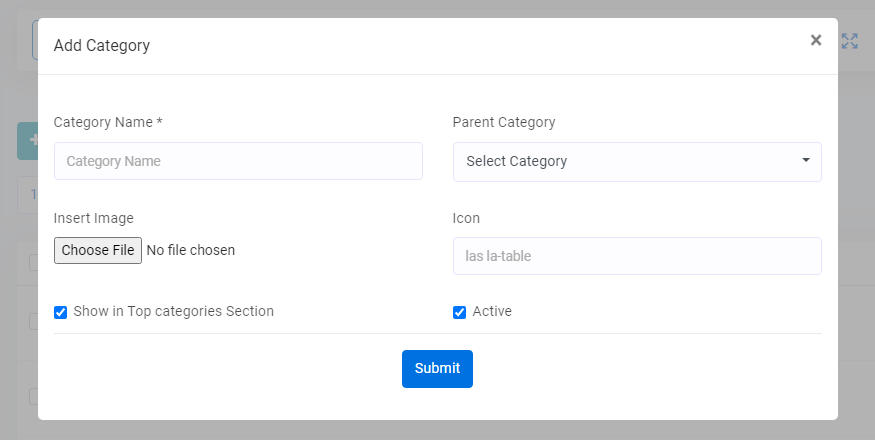 Add Category
×
Category Name *
Parent Category
Category Name
Select Category
Insert Image
Icon
Choose File No file chosen
las la-table
Show in Top categories Section
Active
Submit
1